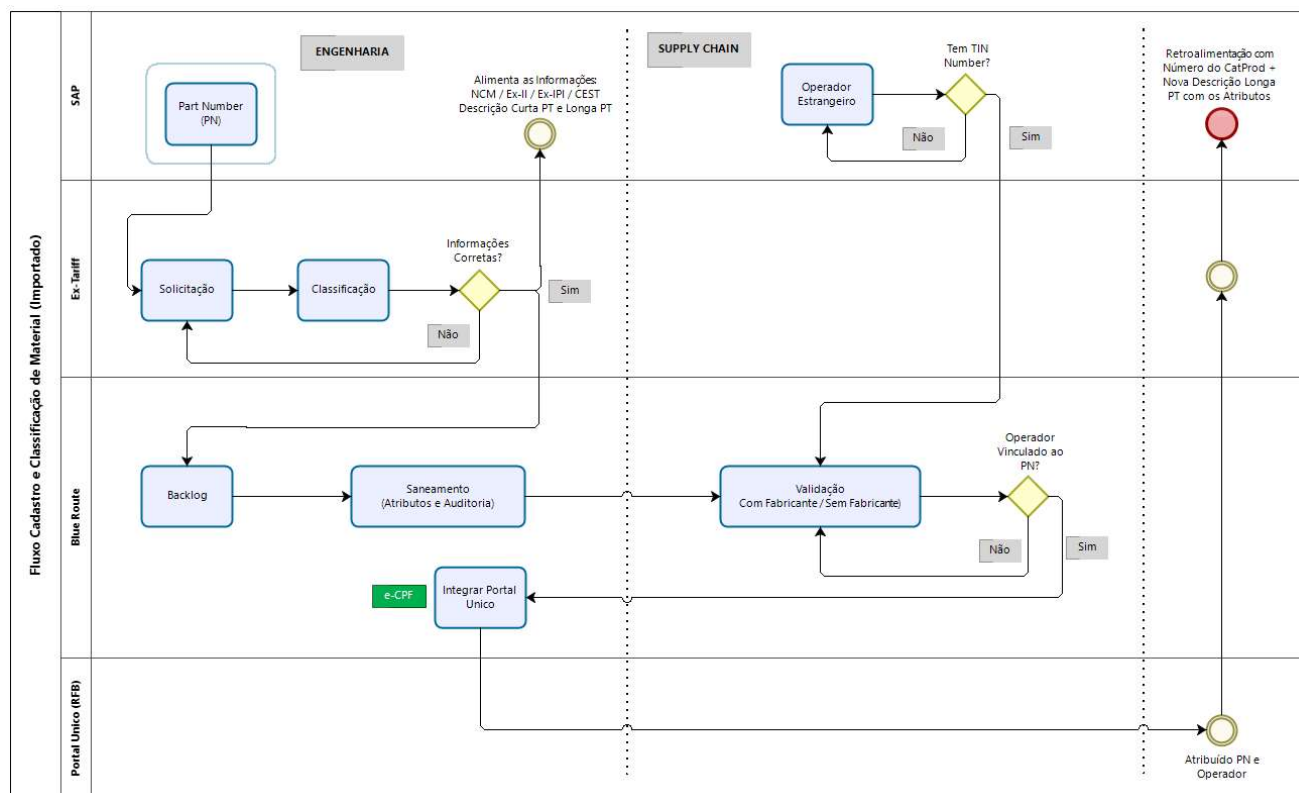 Fluxo Cadastro e Classificação de Material (Importado)
SAP
ENGENHARIA
SUPPLY CHAIN
Part Number
(PN)
Alimenta as Informações:
NCM / Ex-II / Ex-IPI / CEST
Descrição Curta PT e Longa PT
Operador
Estrangeiro
Tem TIN
Number?
Não
Sim
Retroalimentação com
Número do CatProd +
Nova Descrição Longa
PT com os Atributos
Ex-Tariff
Solicitação
Classificação
Informações
Corretas?
Não
Sim
Blue Route
Backlog
Saneamento
(Atributos e Auditoria)
Validação
Com Fabricante / Sem Fabricante)
Operador
Vinculado ao
PN?
Não
Sim
e-CPF
Integrar Portal
Unico
Portal Unico (RFB)
Atribuído PN e
Operador